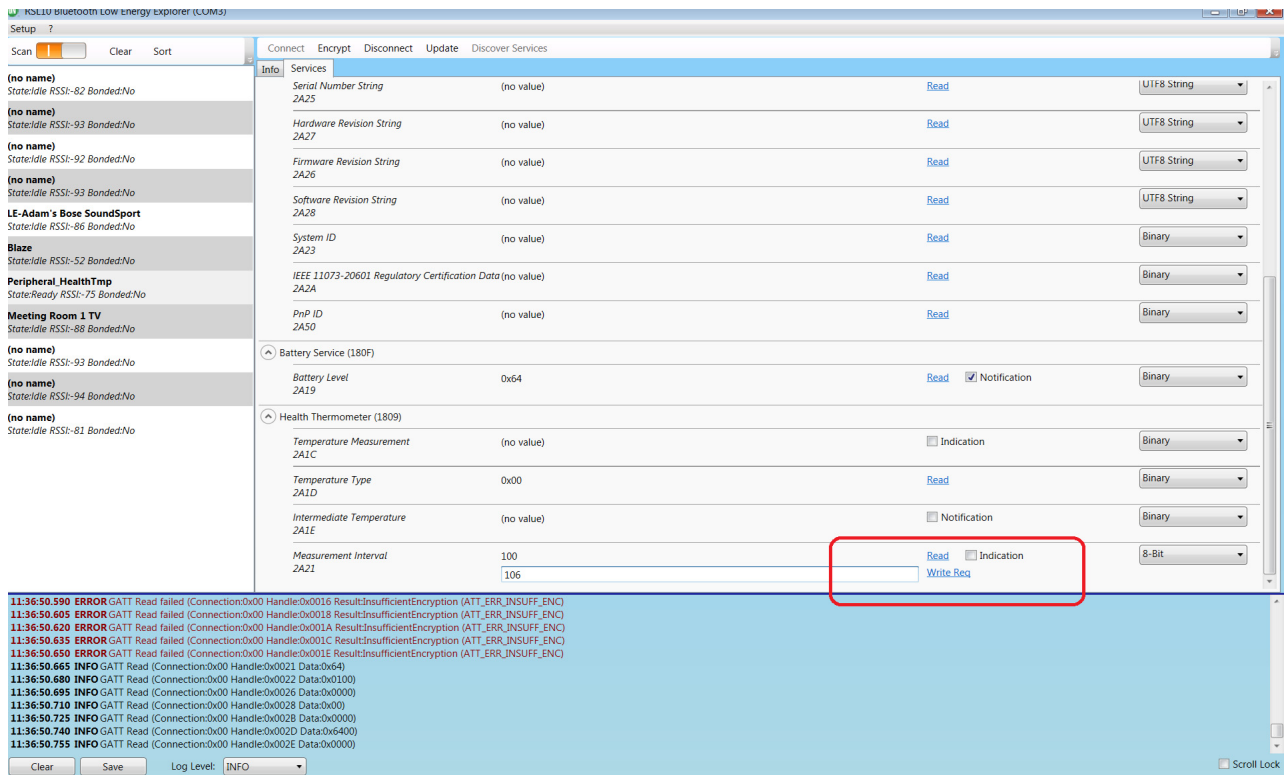 RSL10 Bluetooth Low Energy Explorer (COM3)
Setup ?
Scan Clear Sort
Connect Encrypt Disconnect Update Discover Services
Info Services
(no name)
State:Idle RSSI:-82 Bonded:No
(no name)
State:Idle RSSI:-93 Bonded:No
(no name)
State:Idle RSSI:-92 Bonded:No
(no name)
State:Idle RSSI:-93 Bonded:No
LE-Adam's Bose SoundSport
State:Idle RSSI:-86 Bonded:No
Blaze
State:Idle RSSI:-52 Bonded:No
Peripheral_HealthTmp
State:Ready RSSI:-75 Bonded:No
Meeting Room 1 TV
State:Idle RSSI:-88 Bonded:No
(no name)
State:Idle RSSI:-93 Bonded:No
(no name)
State:Idle RSSI:-94 Bonded:No
(no name)
State:Idle RSSI:-81 Bonded:No
Serial Number String (no value) Read UTF8 String
2A25
Hardware Revision String (no value) Read UTF8 String
2A27
Firmware Revision String (no value) Read UTF8 String
2A26
Software Revision String (no value) Read UTF8 String
2A28
System ID (no value) Read Binary
2A23
IEEE 11073-20601 Regulatory Certification Data (no value) Read Binary
2A2A
PnP ID (no value) Read Binary
2A50
Battery Service (180F)
Battery Level 0x64 Read Notification Binary
2A19
Health Thermometer (1809)
Temperature Measurement (no value) Indication Binary
2A1C
Temperature Type 0x00 Read Binary
2A1D
Intermediate Temperature (no value) Notification Binary
2A1E
Measurement Interval 100 Read Indication 8-Bit
2A21 106 Write Req
11:36:50.590 ERROR GATT Read failed (Connection:0x00 Handle:0x0016 Result:InsufficientEncryption (ATT_ERR_INSUFF_ENC)
11:36:50.605 ERROR GATT Read failed (Connection:0x00 Handle:0x0018 Result:InsufficientEncryption (ATT_ERR_INSUFF_ENC)
11:36:50.620 ERROR GATT Read failed (Connection:0x00 Handle:0x001A Result:InsufficientEncryption (ATT_ERR_INSUFF_ENC)
11:36:50.635 ERROR GATT Read failed (Connection:0x00 Handle:0x001C Result:InsufficientEncryption (ATT_ERR_INSUFF_ENC)
11:36:50.650 ERROR GATT Read failed (Connection:0x00 Handle:0x001E Result:InsufficientEncryption (ATT_ERR_INSUFF_ENC)
11:36:50.665 INFO GATT Read (Connection:0x00 Handle:0x0021 Data:0x64)
11:36:50.680 INFO GATT Read (Connection:0x00 Handle:0x0022 Data:0x0100)
11:36:50.695 INFO GATT Read (Connection:0x00 Handle:0x0026 Data:0x0000)
11:36:50.710 INFO GATT Read (Connection:0x00 Handle:0x0028 Data:0x00)
11:36:50.725 INFO GATT Read (Connection:0x00 Handle:0x002B Data:0x0000)
11:36:50.740 INFO GATT Read (Connection:0x00 Handle:0x002D Data:0x6400)
11:36:50.755 INFO GATT Read (Connection:0x00 Handle:0x002E Data:0x0000)
Clear Save Log Level: INFO Scroll Lock